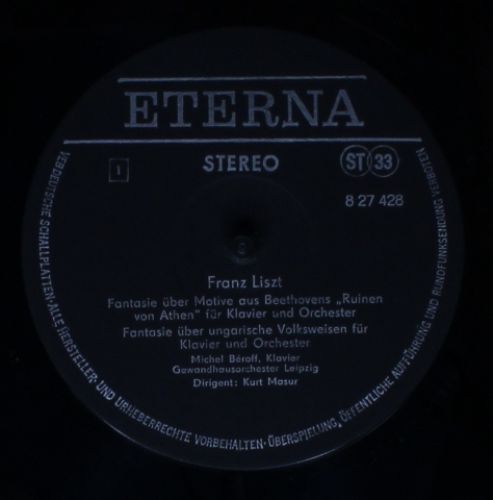 ETERNA
1
STEREO
ST 33
8 27 428
Franz Liszt
Fantasie über Motive aus Beethovens „Ruinen
von Athen" für Klavier und Orchester
Fantasie über ungarische Volksweisen für
Klavier und Orchester
Michel Béroff, Klavier
Gewandhausorchester Leipzig
Dirigent: Kurt Masur
VEB DEUTSCHE SCHALLPLATTEN · ALLE HERSTELLER- UND URHEBERRECHTE VORBEHALTEN · ÜBERSPIELUNG, ÖFFENTLICHE AUFFÜHRUNG UND RUNDFUNKSENDUNG VERBOTEN